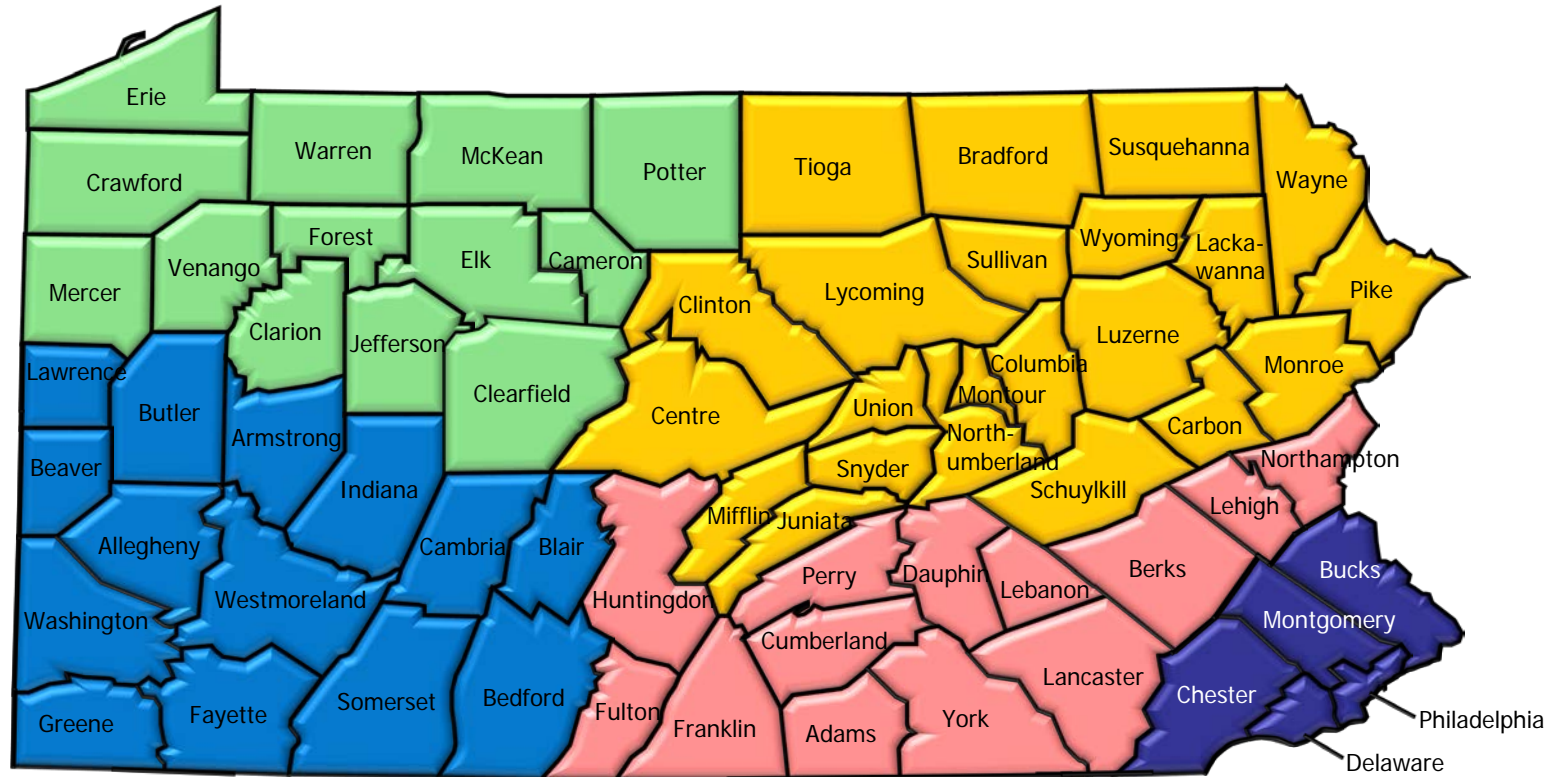 Erie
Warren
McKean
Potter
Tioga
Bradford
Susquehanna
Wayne
Crawford
Forest
Venango
Elk
Cameron
Mercer
Clarion
Jefferson
Clearfield
Clinton
Lycoming
Sullivan
Wyoming
Lacka-
wanna
Pike
Luzerne
Columbia
Montour
Monroe
Carbon
Lawrence
Butler
Armstrong
Beaver
Indiana
Centre
Union
Snyder
North-
umberland
Schuylkill
Northampton
Lehigh
Allegheny
Cambria
Blair
Mifflin
Juniata
Perry
Dauphin
Lebanon
Berks
Bucks
Washington
Westmoreland
Huntingdon
Cumberland
Montgomery
Greene
Fayette
Somerset
Bedford
Fulton
Franklin
Adams
York
Lancaster
Chester
Philadelphia
Delaware